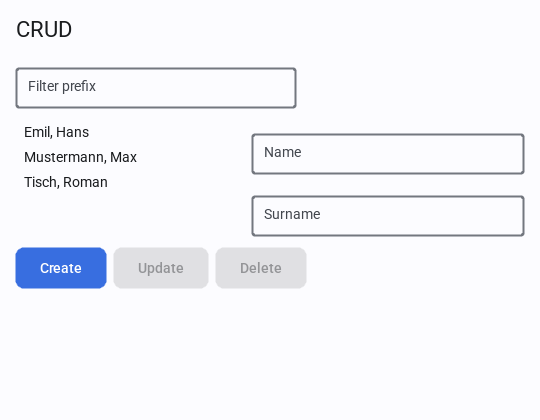 CRUD
Filter prefix
Emil, Hans
Mustermann, Max
Tisch, Roman
Name
Surname
Create
Update
Delete